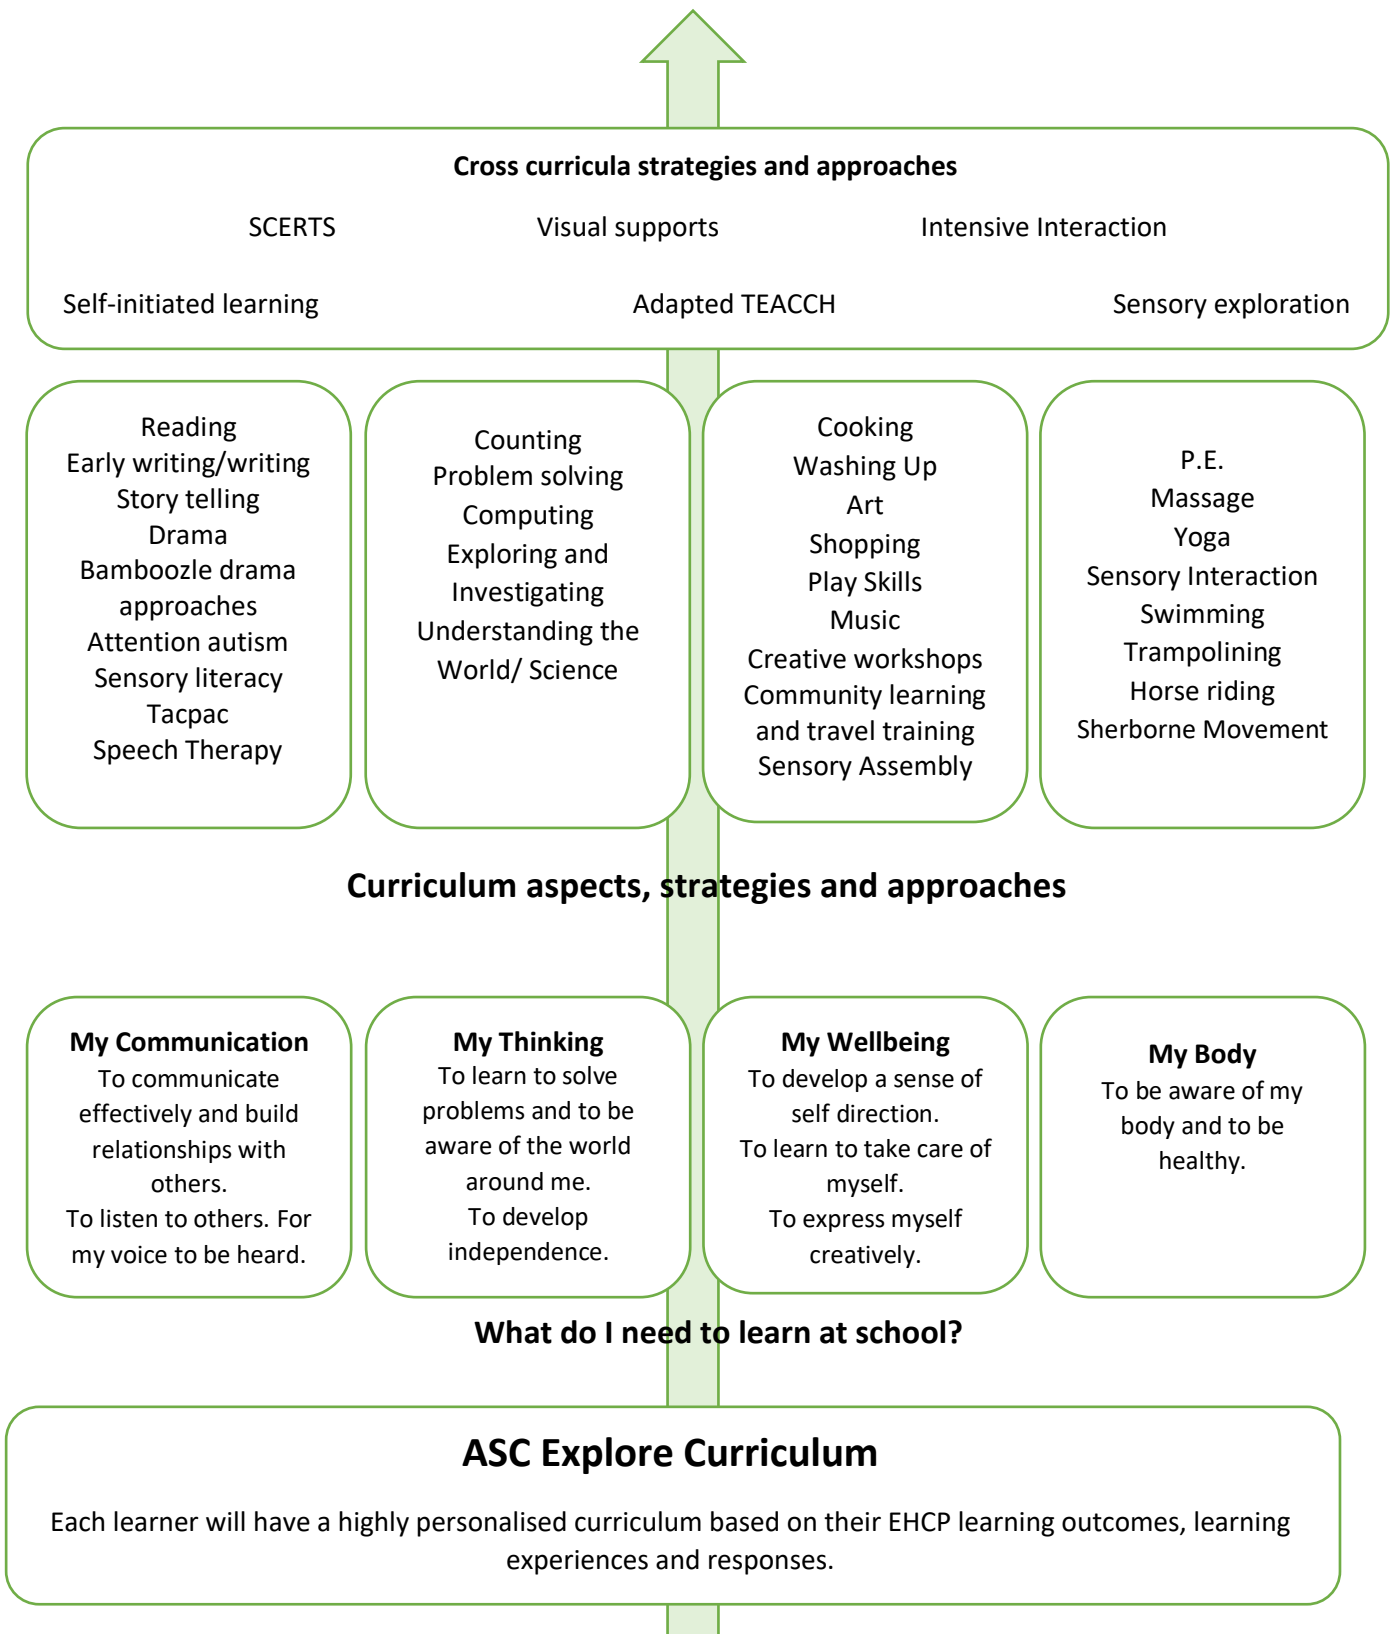 Cross curricula strategies and approaches
SCERTS Visual supports Intensive Interaction
Self-initiated learning Adapted TEACCH Sensory exploration
Reading
Early writing/writing
Story telling
Drama
Bamboozle drama
approaches
Attention autism
Sensory literacy
Tacpac
Speech Therapy
Counting
Problem solving
Computing
Exploring and
Investigating
Understanding the
World/ Science
Cooking
Washing Up
Art
Shopping
Play Skills
Music
Creative workshops
Community learning
and travel training
Sensory Assembly
P.E.
Massage
Yoga
Sensory Interaction
Swimming
Trampolining
Horse riding
Sherborne Movement
Curriculum aspects, strategies and approaches
My Communication
To communicate
effectively and build
relationships with
others.
To listen to others. For
my voice to be heard.
My Thinking
To learn to solve
problems and to be
aware of the world
around me.
To develop
independence.
My Wellbeing
To develop a sense of
self direction.
To learn to take care of
myself.
To express myself
creatively.
My Body
To be aware of my
body and to be
healthy.
What do I need to learn at school?
ASC Explore Curriculum
Each learner will have a highly personalised curriculum based on their EHCP learning outcomes, learning
experiences and responses.